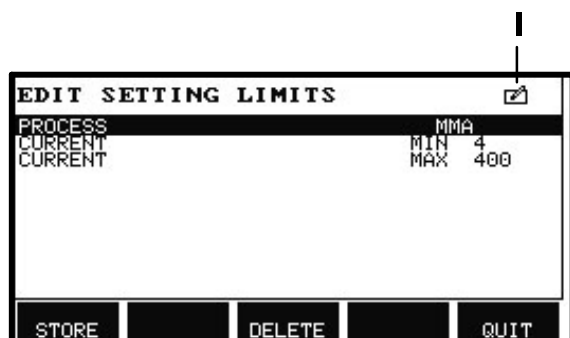 I
EDIT SETTING LIMITS
PROCESS MMA
CURRENT MIN 4
CURRENT MAX 400
STORE DELETE QUIT